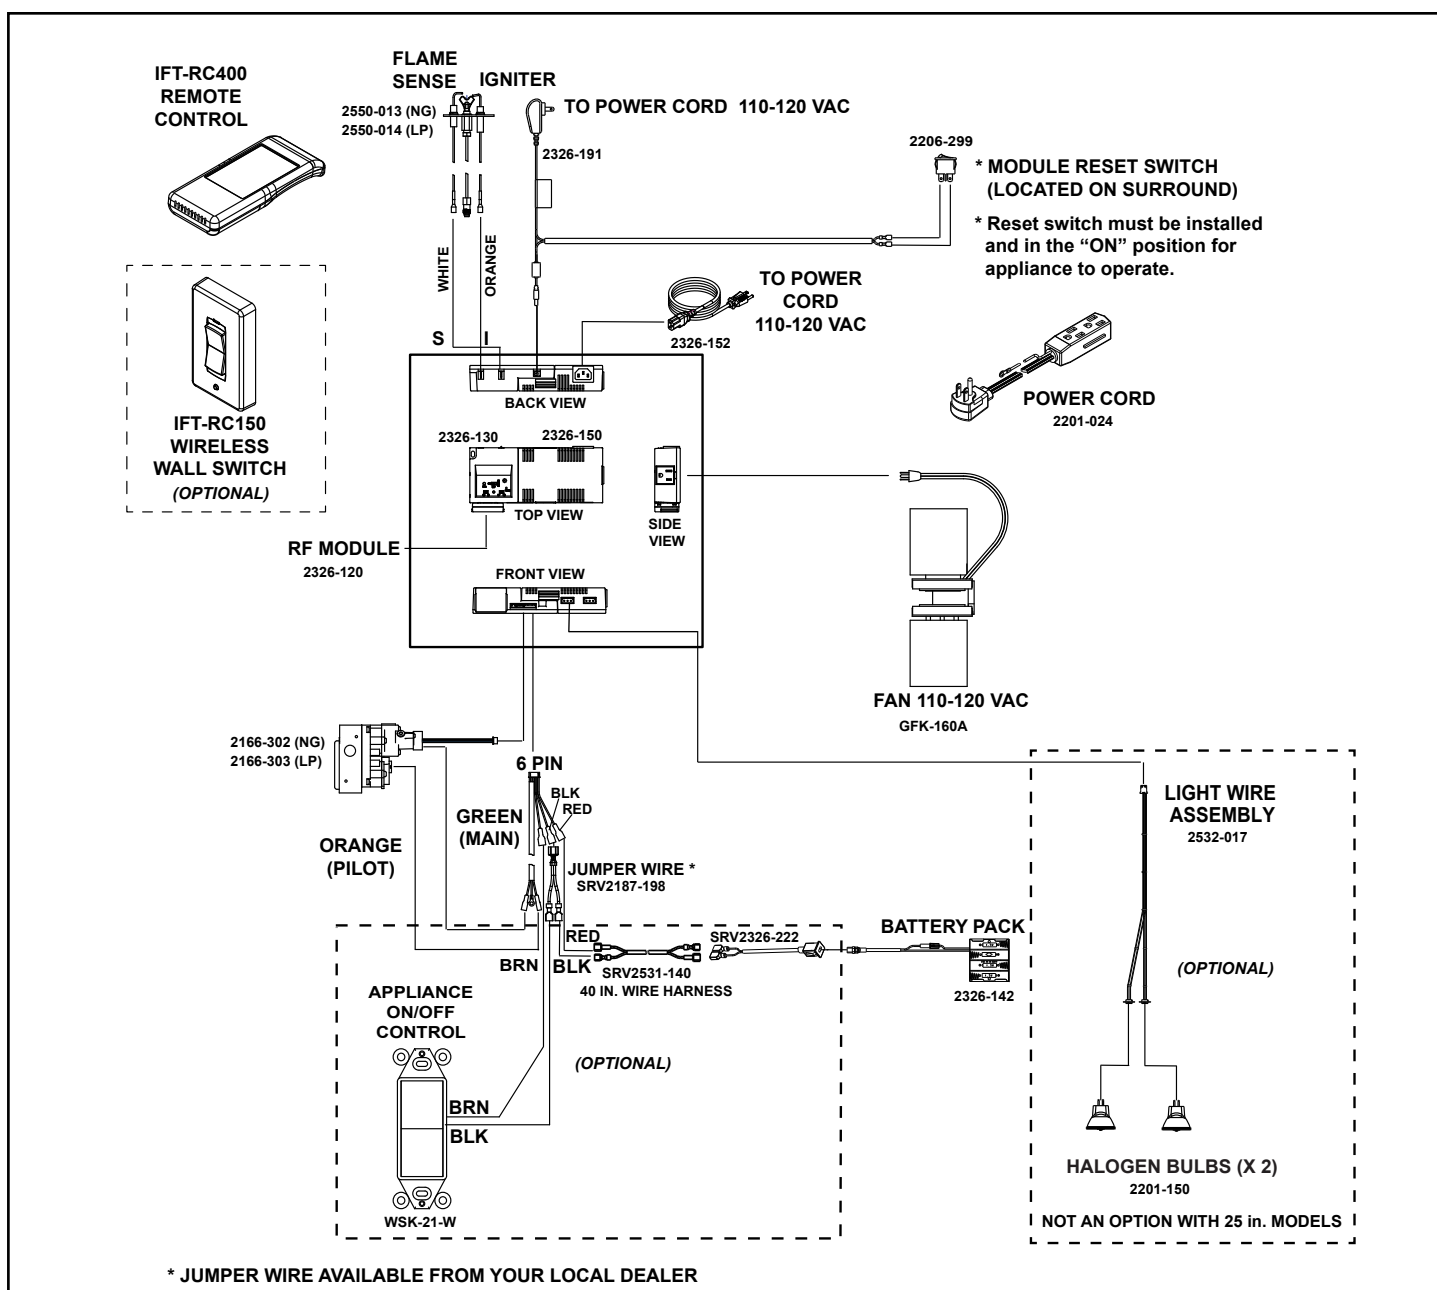 IFT-RC400
REMOTE
CONTROL
FLAME
SENSE
IGNITER
2550-013 (NG)
2550-014 (LP)
TO POWER CORD 110-120 VAC
2326-191
2206-299
* MODULE RESET SWITCH
(LOCATED ON SURROUND)
* Reset switch must be installed
and in the “ON” position for
appliance to operate.
WHITE
ORANGE
S
I
TO POWER
CORD
110-120 VAC
2326-152
POWER CORD
2201-024
IFT-RC150
WIRELESS
WALL SWITCH
(OPTIONAL)
BACK VIEW
2326-130
2326-150
TOP VIEW
SIDE
VIEW
RF MODULE
2326-120
FRONT VIEW
FAN 110-120 VAC
GFK-160A
2166-302 (NG)
2166-303 (LP)
6 PIN
BLK
RED
GREEN
(MAIN)
ORANGE
(PILOT)
JUMPER WIRE *
SRV2187-198
LIGHT WIRE
ASSEMBLY
2532-017
RED
BRN
BLK
SRV2531-140
40 IN. WIRE HARNESS
SRV2326-222
BATTERY PACK
2326-142
(OPTIONAL)
APPLIANCE
ON/OFF
CONTROL
(OPTIONAL)
BRN
BLK
WSK-21-W
HALOGEN BULBS (X 2)
2201-150
NOT AN OPTION WITH 25 in. MODELS
* JUMPER WIRE AVAILABLE FROM YOUR LOCAL DEALER